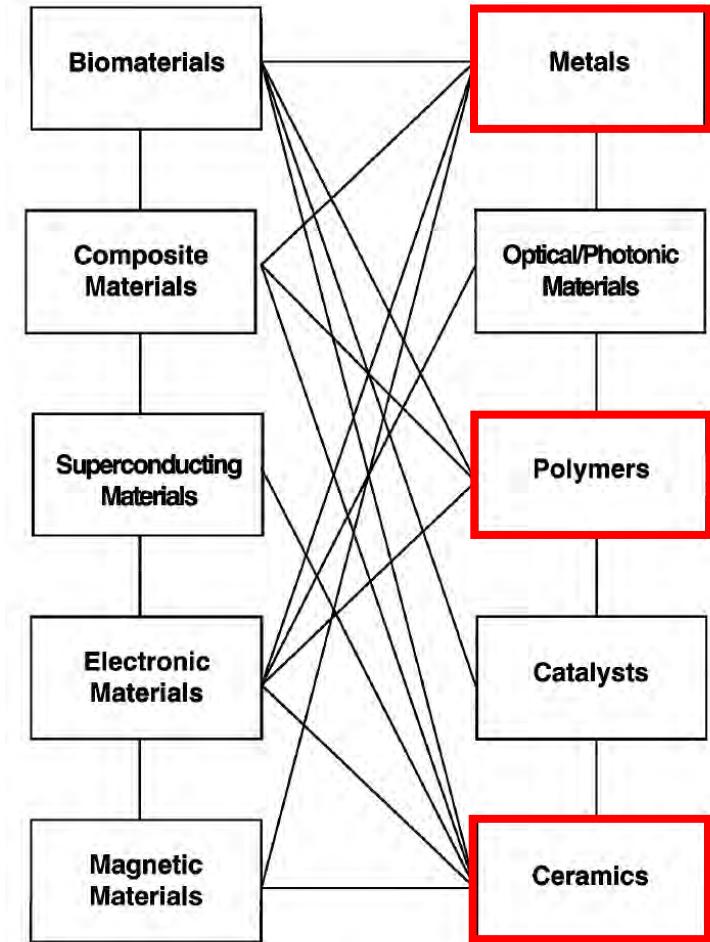 Biomaterials
Metals
Composite
Materials
Optical/Photonic
Materials
Superconducting
Materials
Polymers
Electronic
Materials
Catalysts
Magnetic
Materials
Ceramics